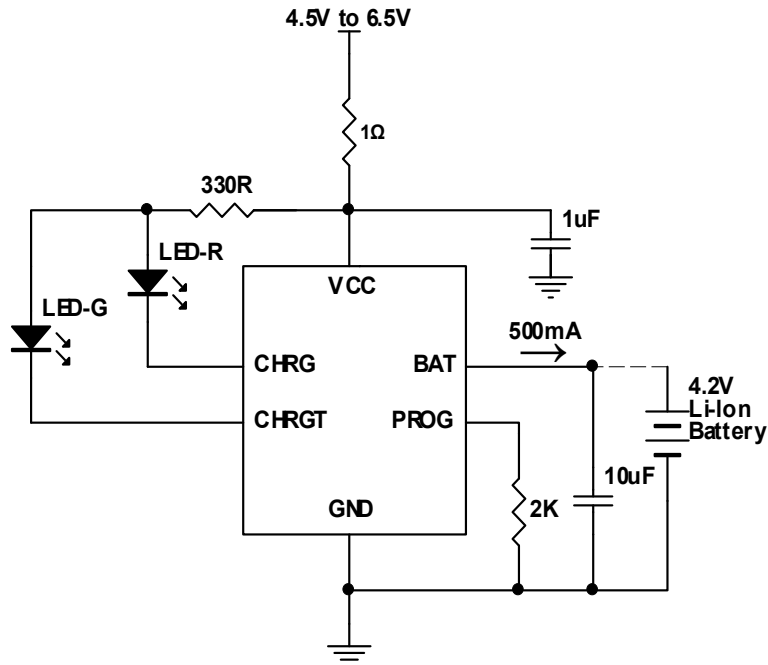 4.5V to 6.5V
1Ω
330R
1uF
LED-R
VCC
LED-G
500mA
CHRG
BAT
4.2V
Li-Ion
Battery
CHRGT
PROG
10uF
GND
2K